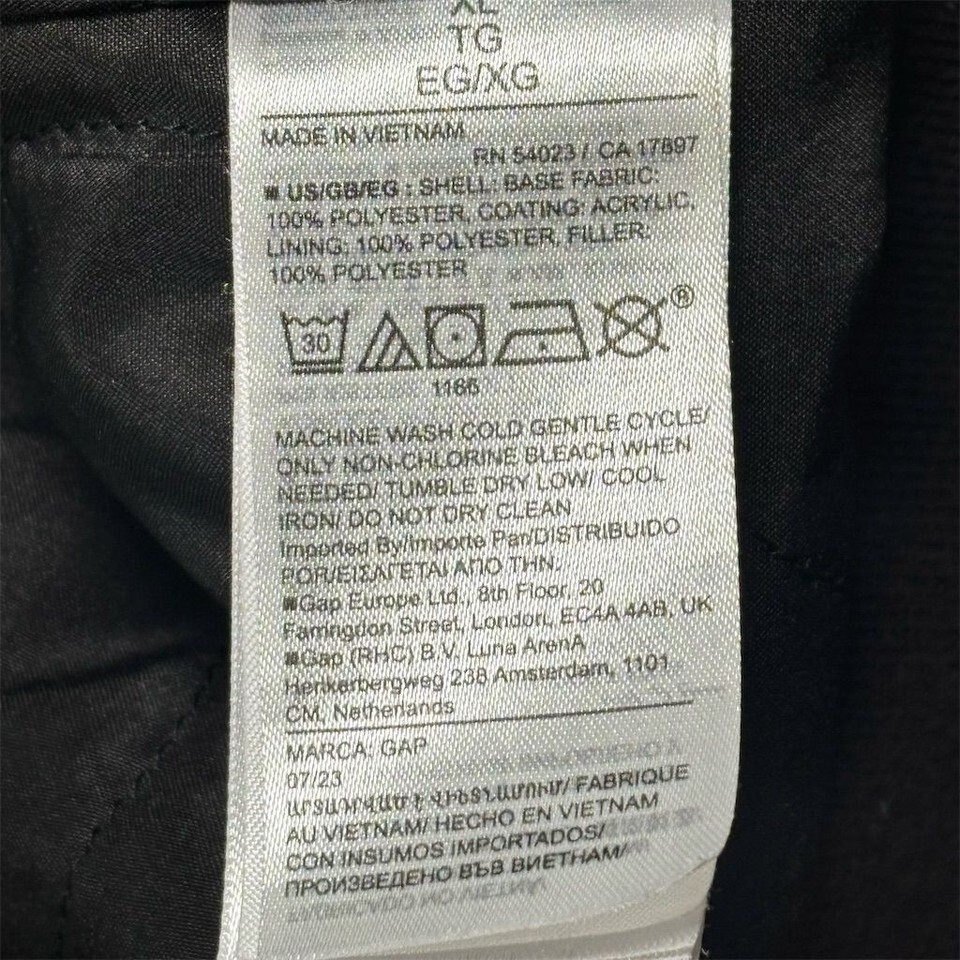 XL
TG
EG/XG
MADE IN VIETNAM
RN 54023 / CA 17897
■ US/GB/EG : SHELL: BASE FABRIC:
100% POLYESTER, COATING: ACRYLIC,
LINING: 100% POLYESTER, FILLER:
100% POLYESTER
30
®
1166
MACHINE WASH COLD GENTLE CYCLE/
ONLY NON-CHLORINE BLEACH WHEN
NEEDED/ TUMBLE DRY LOW/ COOL
IRON/ DO NOT DRY CLEAN
Imported By/Importe Par/DISTRIBUIDO
POR/ΕΙΣΑΓΕΤΑΙ ΑΠΟ ΤΗΝ:
■Gap Europe Ltd., 8th Floor, 20
Farringdon Street, London, EC4A 4AB, UK
■Gap (RHC) B.V. Luna ArenA
Herikerbergweg 238 Amsterdam, 1101
CM, Netherlands
MARCA: GAP
07/23
ԱՐՏԱԴՐՎԱԾ Է ՎԻԵՏՆԱՄՈՒՄ/ FABRIQUÉ
AU VIETNAM/ HECHO EN VIETNAM
CON INSUMOS IMPORTADOS/
ПРОИЗВЕДЕНО ВЪВ ВИЕТНАМ/